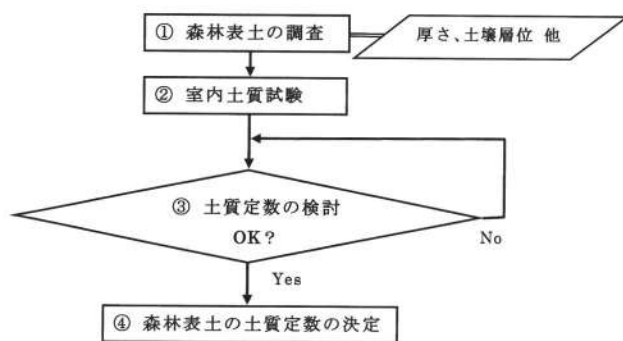 ① 森林表土の調査
厚さ、土壌層位 他
② 室内土質試験
③ 土質定数の検討
OK?
No
Yes
④ 森林表土の土質定数の決定